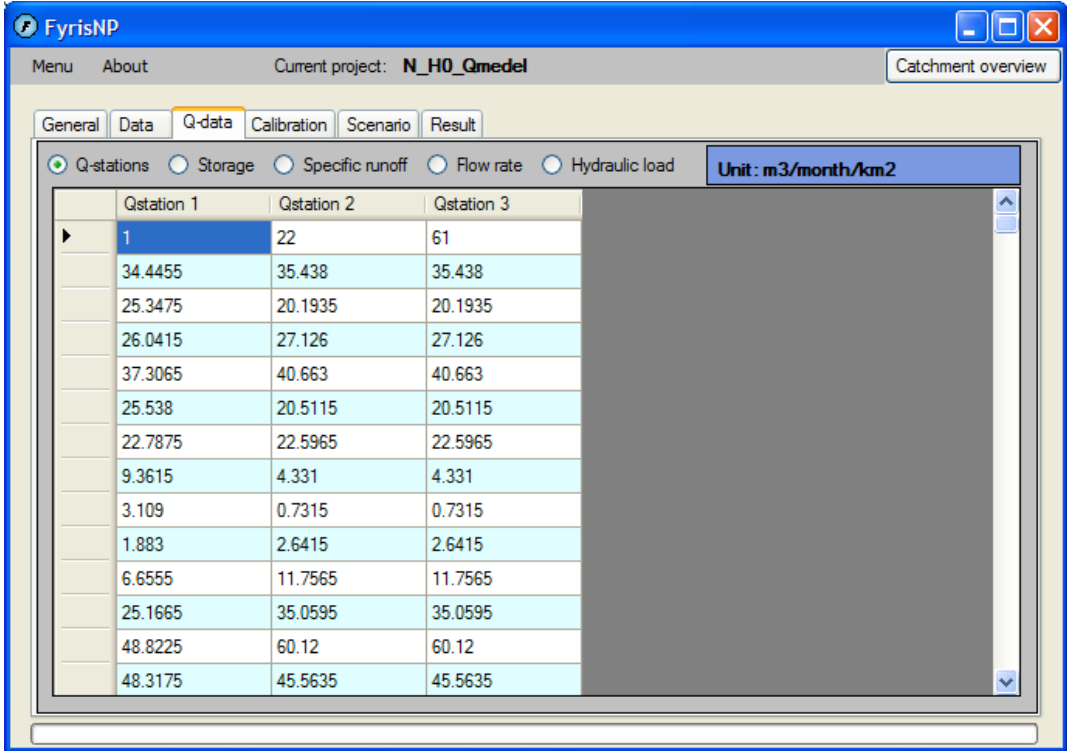 FyrisNP
Menu About Current project: N_H0_Qmedel Catchment overview
General Data Q-data Calibration Scenario Result
Q-stations Storage Specific runoff Flow rate Hydraulic load Unit: m3/month/km2
Qstation 1 Qstation 2 Qstation 3
1 22 61
34.4455 35.438 35.438
25.3475 20.1935 20.1935
26.0415 27.126 27.126
37.3065 40.663 40.663
25.538 20.5115 20.5115
22.7875 22.5965 22.5965
9.3615 4.331 4.331
3.109 0.7315 0.7315
1.883 2.6415 2.6415
6.6555 11.7565 11.7565
25.1665 35.0595 35.0595
48.8225 60.12 60.12
48.3175 45.5635 45.5635